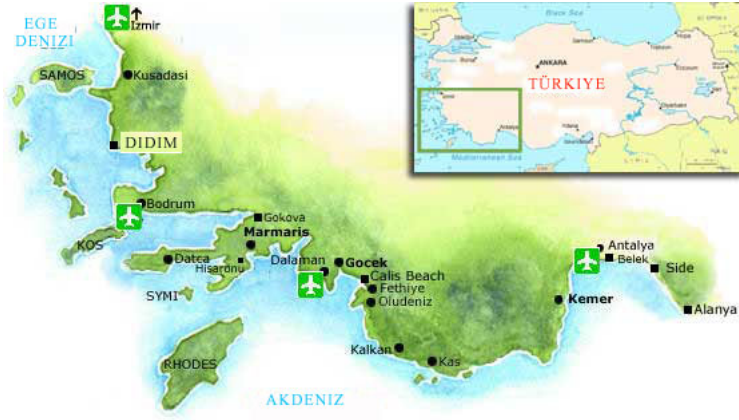 EGE
DENIZI
Izmir
SAMOS
Kusadasi
DIDIM
Bodrum
KOS
Gokova
Marmaris
Datca
Hisaronu
SYMI
Dalaman
Gocek
Calis Beach
Fethiye
Oludeniz
RHODES
Kalkan
Kas
Kemer
Antalya
Belek
Side
Alanya
AKDENIZ
Black Sea
ANKARA
TÜRKIYE
Antalya
Mediterranean Sea